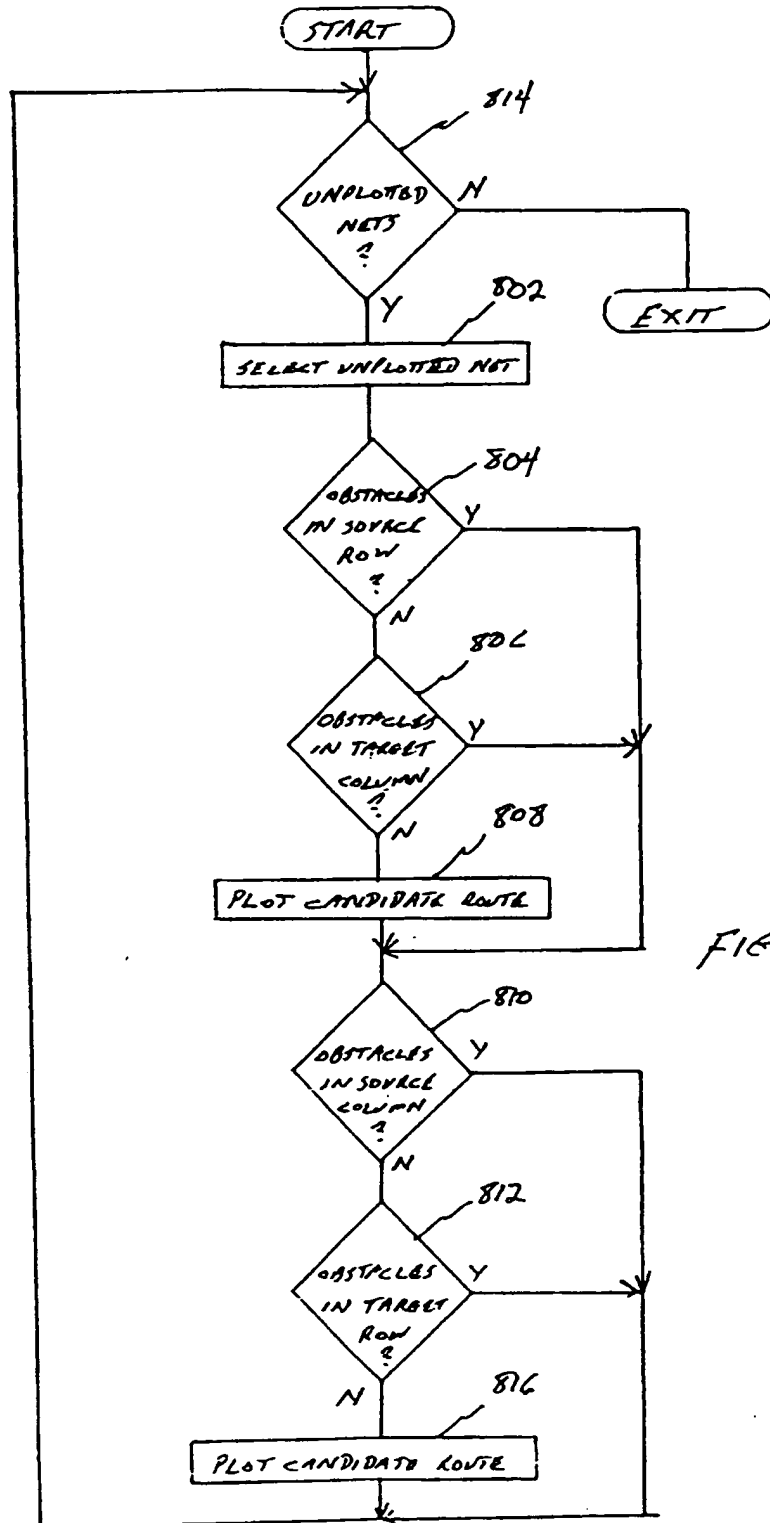 START
814
UNPLOTTED
NETS
?
N
Y
EXIT
802
SELECT UNPLOTTED NET
804
OBSTACLES
IN SOURCE
ROW
?
Y
N
806
OBSTACLES
IN TARGET
COLUMN
?
Y
N
808
PLOT CANDIDATE ROUTE
810
OBSTACLES
IN SOURCE
COLUMN
?
Y
N
812
OBSTACLES
IN TARGET
ROW
?
Y
N
816
PLOT CANDIDATE ROUTE